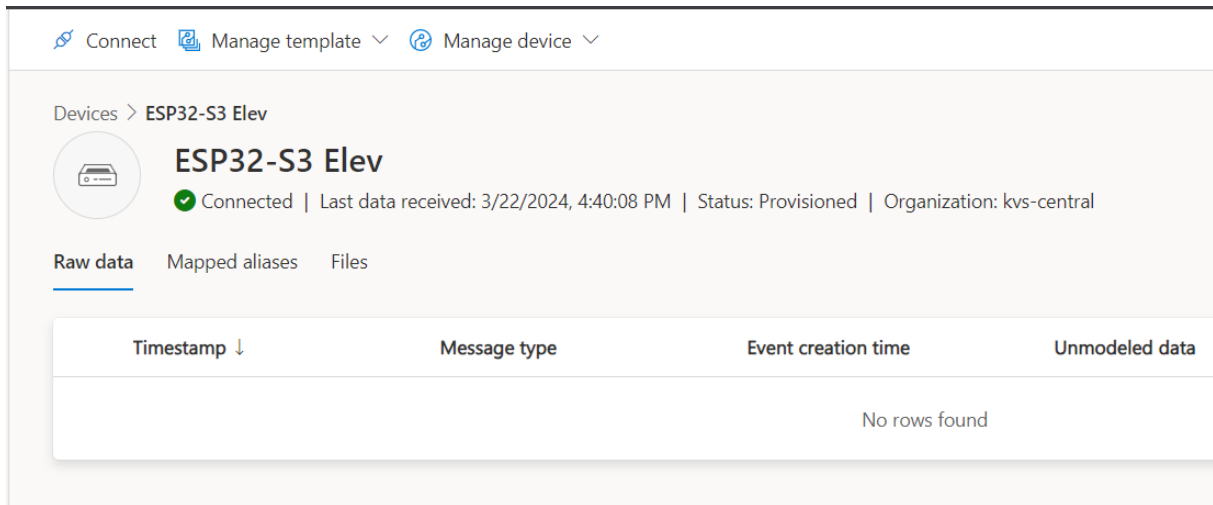 Connect Manage template Manage device
Devices > ESP32-S3 Elev
ESP32-S3 Elev
Connected | Last data received: 3/22/2024, 4:40:08 PM | Status: Provisioned | Organization: kvs-central
Raw data Mapped aliases Files
Timestamp ↓ Message type Event creation time Unmodeled data
No rows found